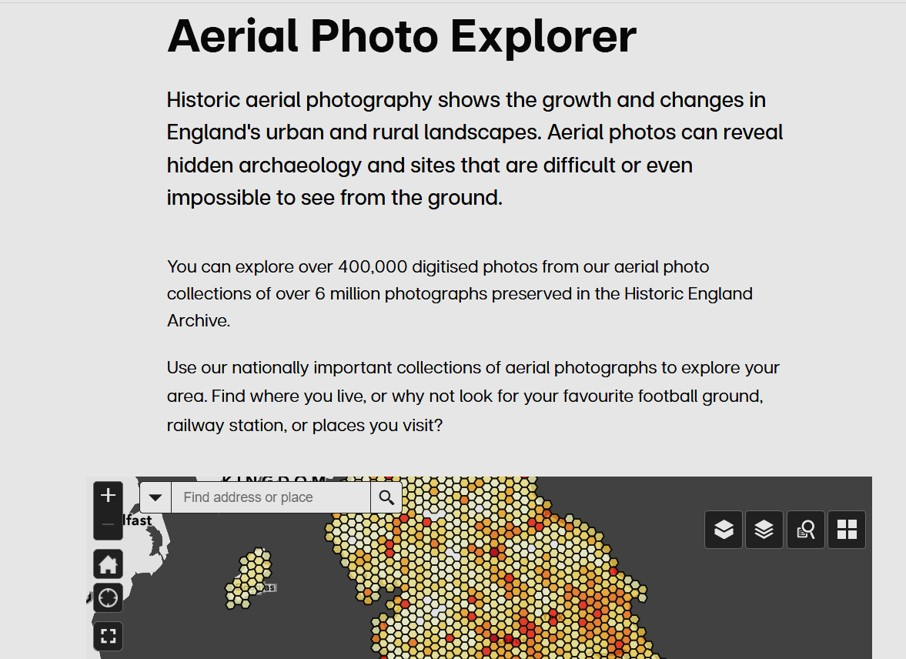 Aerial Photo Explorer
Historic aerial photography shows the growth and changes in
England's urban and rural landscapes. Aerial photos can reveal
hidden archaeology and sites that are difficult or even
impossible to see from the ground.
You can explore over 400,000 digitised photos from our aerial photo
collections of over 6 million photographs preserved in the Historic England
Archive.
Use our nationally important collections of aerial photographs to explore your
area. Find where you live, or why not look for your favourite football ground,
railway station, or places you visit?
KINGDOM
Find address or place
lfast